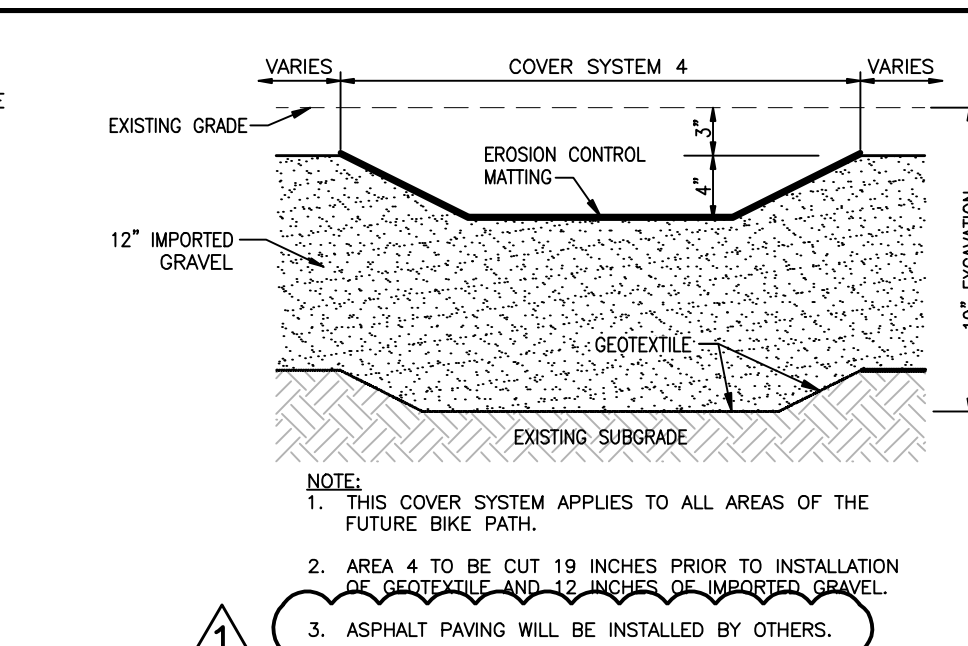 VARIES COVER SYSTEM 4 VARIES
EXISTING GRADE
3"
EROSION CONTROL
MATTING
4"
12" IMPORTED
GRAVEL
EXCAVATION
GEOTEXTILE
EXISTING SUBGRADE
NOTE:
1. THIS COVER SYSTEM APPLIES TO ALL AREAS OF THE
FUTURE BIKE PATH.
2. AREA 4 TO BE CUT 19 INCHES PRIOR TO INSTALLATION
OF GEOTEXTILE AND 12 INCHES OF IMPORTED GRAVEL.
1
3. ASPHALT PAVING WILL BE INSTALLED BY OTHERS.